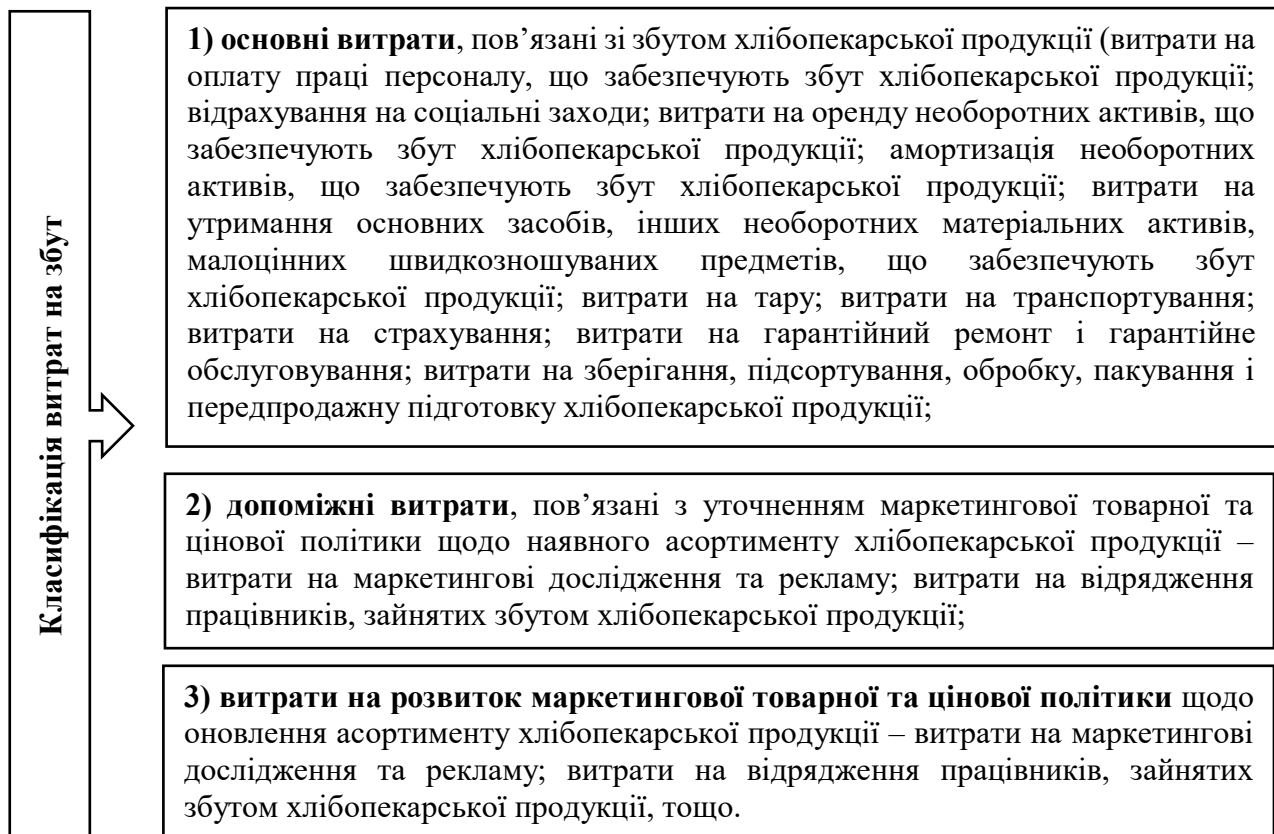 Класифікація витрат на збут
1) основні витрати, пов’язані зі збутом хлібопекарської продукції (витрати на
оплату праці персоналу, що забезпечують збут хлібопекарської продукції;
відрахування на соціальні заходи; витрати на оренду необоротних активів, що
забезпечують збут хлібопекарської продукції; амортизація необоротних
активів, що забезпечують збут хлібопекарської продукції; витрати на
утримання основних засобів, інших необоротних матеріальних активів,
малоцінних швидкозношуваних предметів, що забезпечують збут
хлібопекарської продукції; витрати на тару; витрати на транспортування;
витрати на страхування; витрати на гарантійний ремонт і гарантійне
обслуговування; витрати на зберігання, підсортування, обробку, пакування і
передпродажну підготовку хлібопекарської продукції;
2) допоміжні витрати, пов’язані з уточненням маркетингової товарної та
цінової політики щодо наявного асортименту хлібопекарської продукції –
витрати на маркетингові дослідження та рекламу; витрати на відрядження
працівників, зайнятих збутом хлібопекарської продукції;
3) витрати на розвиток маркетингової товарної та цінової політики щодо
оновлення асортименту хлібопекарської продукції – витрати на маркетингові
дослідження та рекламу; витрати на відрядження працівників, зайнятих
збутом хлібопекарської продукції, тощо.